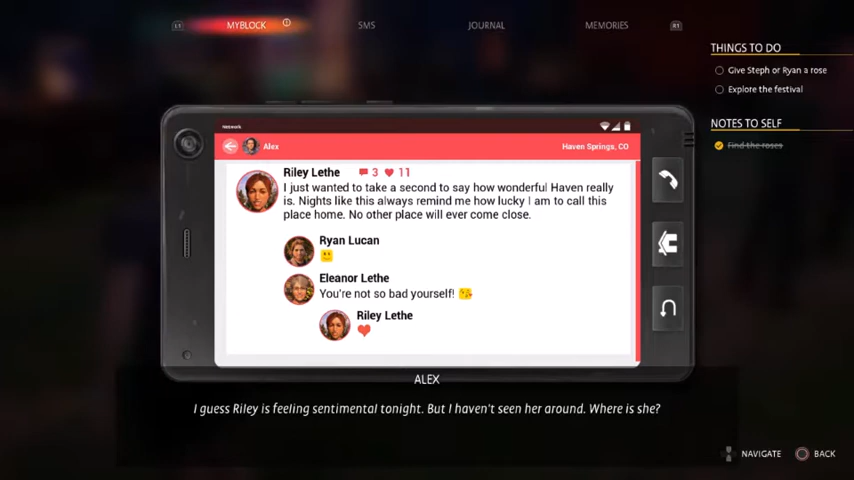 L1
MYBLOCK
SMS
JOURNAL
MEMORIES
R1
THINGS TO DO
Give Steph or Ryan a rose
Explore the festival
NOTES TO SELF
Find the roses
Network
Alex
Haven Springs, CO
Riley Lethe 3 11
I just wanted to take a second to say how wonderful Haven really
is. Nights like this always remind me how lucky I am to call this
place home. No other place will ever come close.
Ryan Lucan
Eleanor Lethe
You're not so bad yourself!
Riley Lethe
ALEX
I guess Riley is feeling sentimental tonight. But I haven't seen her around. Where is she?
NAVIGATE
BACK